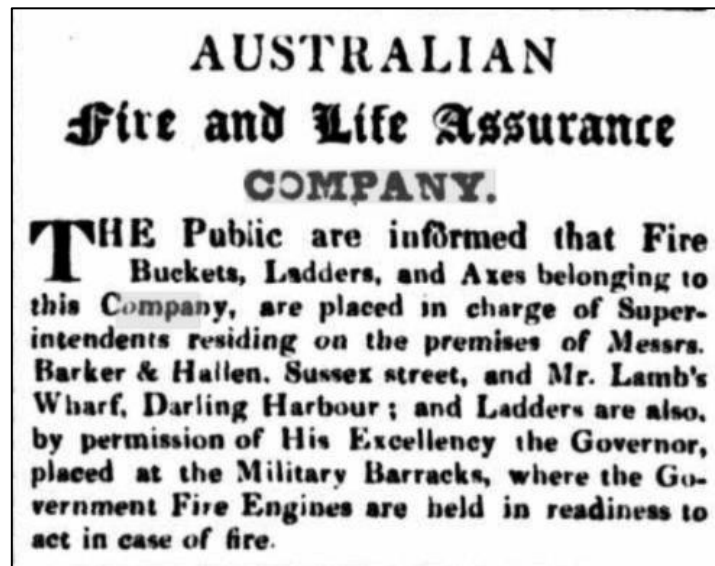 AUSTRALIAN
Fire and Life Assurance
COMPANY.
THE Public are informed that Fire
Buckets, Ladders, and Axes belonging to
this Company, are placed in charge of Super-
intendents residing on the premises of Messrs.
Barker & Hallen. Sussex street, and Mr. Lamb's
Wharf, Darling Harbour; and Ladders are also,
by permission of His Excellency the Governor,
placed at the Military Barracks, where the Go-
vernment Fire Engines are held in readiness to
act in case of fire.